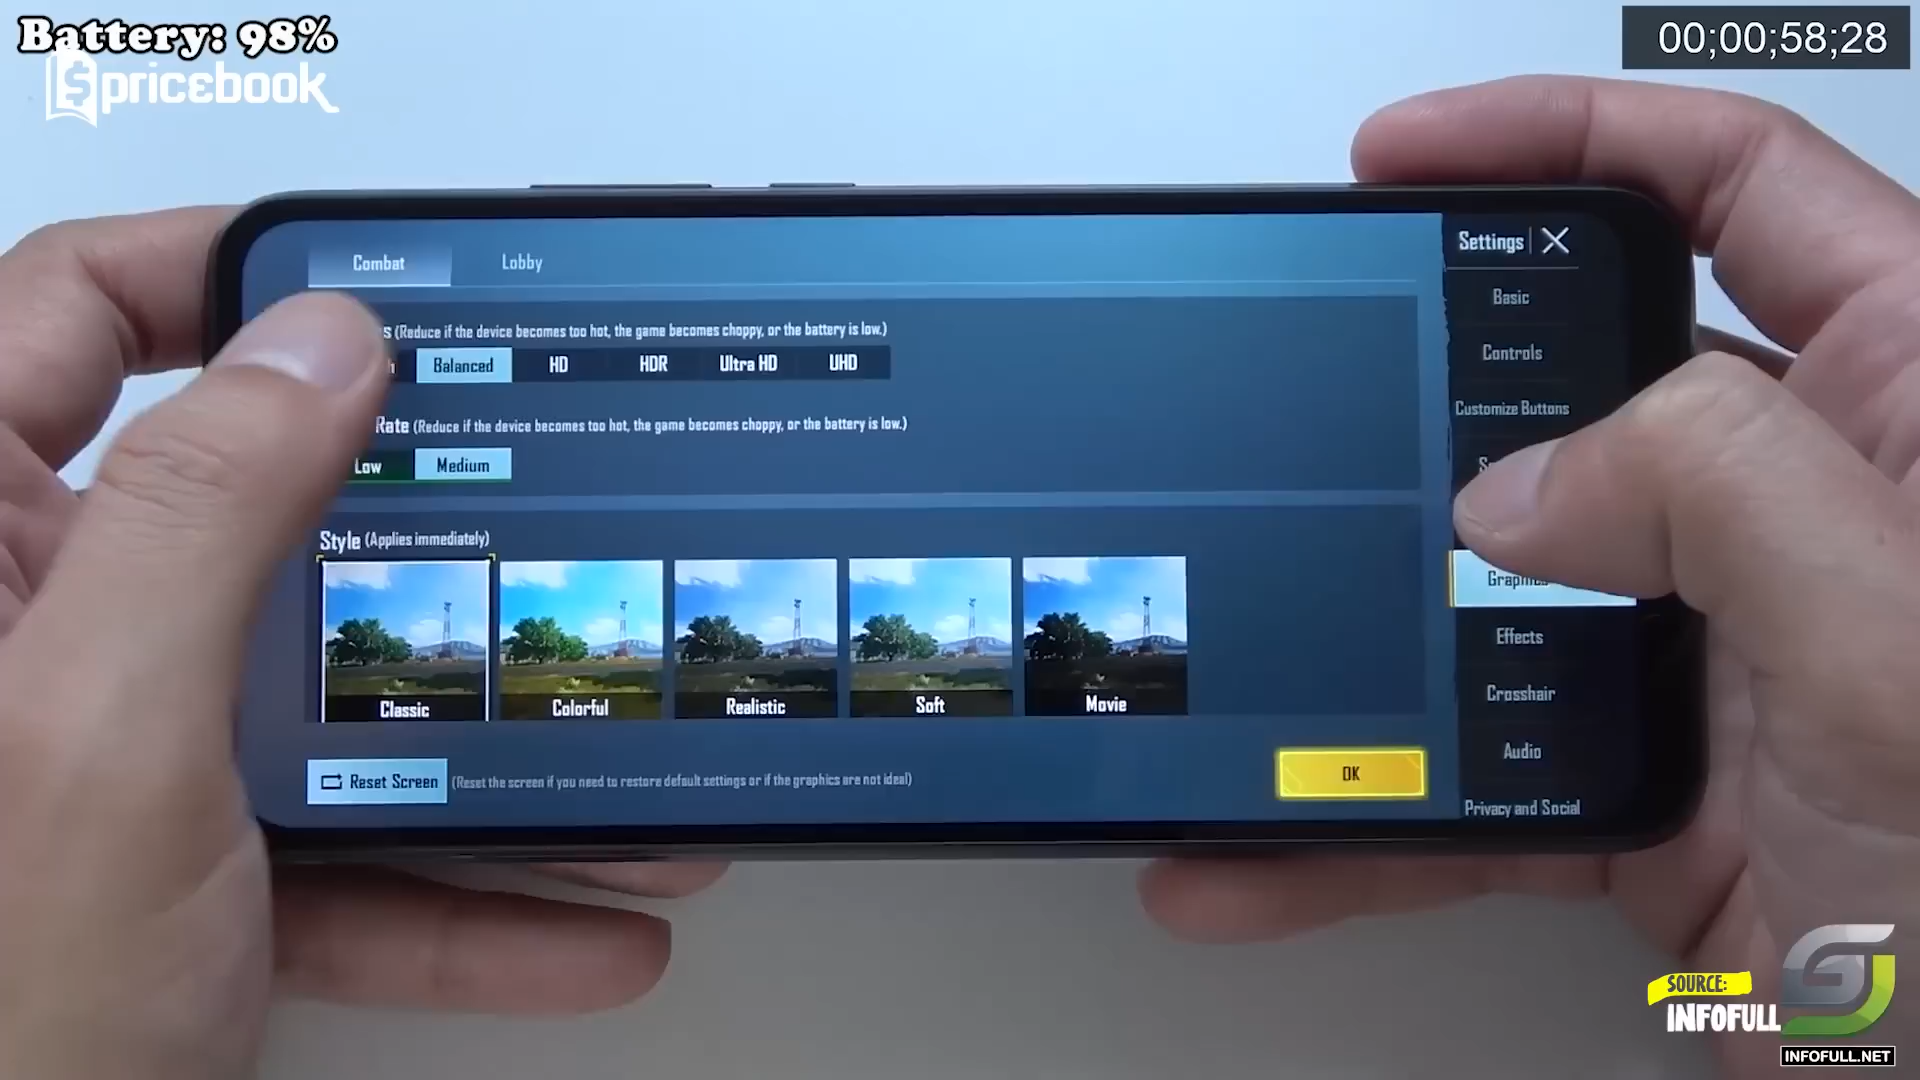 Battery: 98%
pricebook
00;00;58;28
Combat
Lobby
Settings
(Reduce if the device becomes too hot, the game becomes choppy, or the battery is low.)
Balanced
HD
HDR
Ultra HD
UHD
Rate (Reduce if the device becomes too hot, the game becomes choppy, or the battery is low.)
Low
Medium
Style (Applies immediately)
Classic
Colorful
Realistic
Soft
Movie
Reset Screen
(Reset the screen if you need to restore default settings or if the graphics are not ideal)
OK
Basic
Controls
Customize Buttons
Graphics
Effects
Crosshair
Audio
Privacy and Social
SOURCE:
INFOFULL
INFOFULL.NET